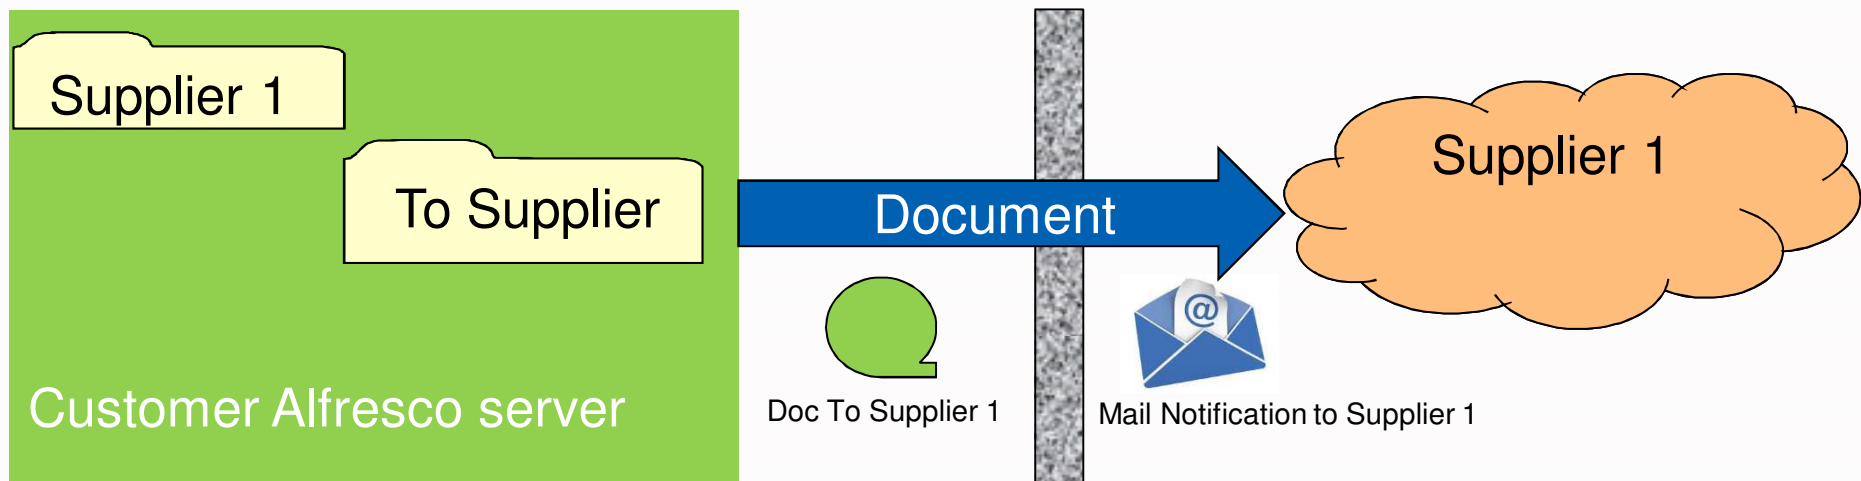 Supplier 1
To Supplier
Customer Alfresco server
Document
Doc To Supplier 1
@
Mail Notification to Supplier 1
Supplier 1